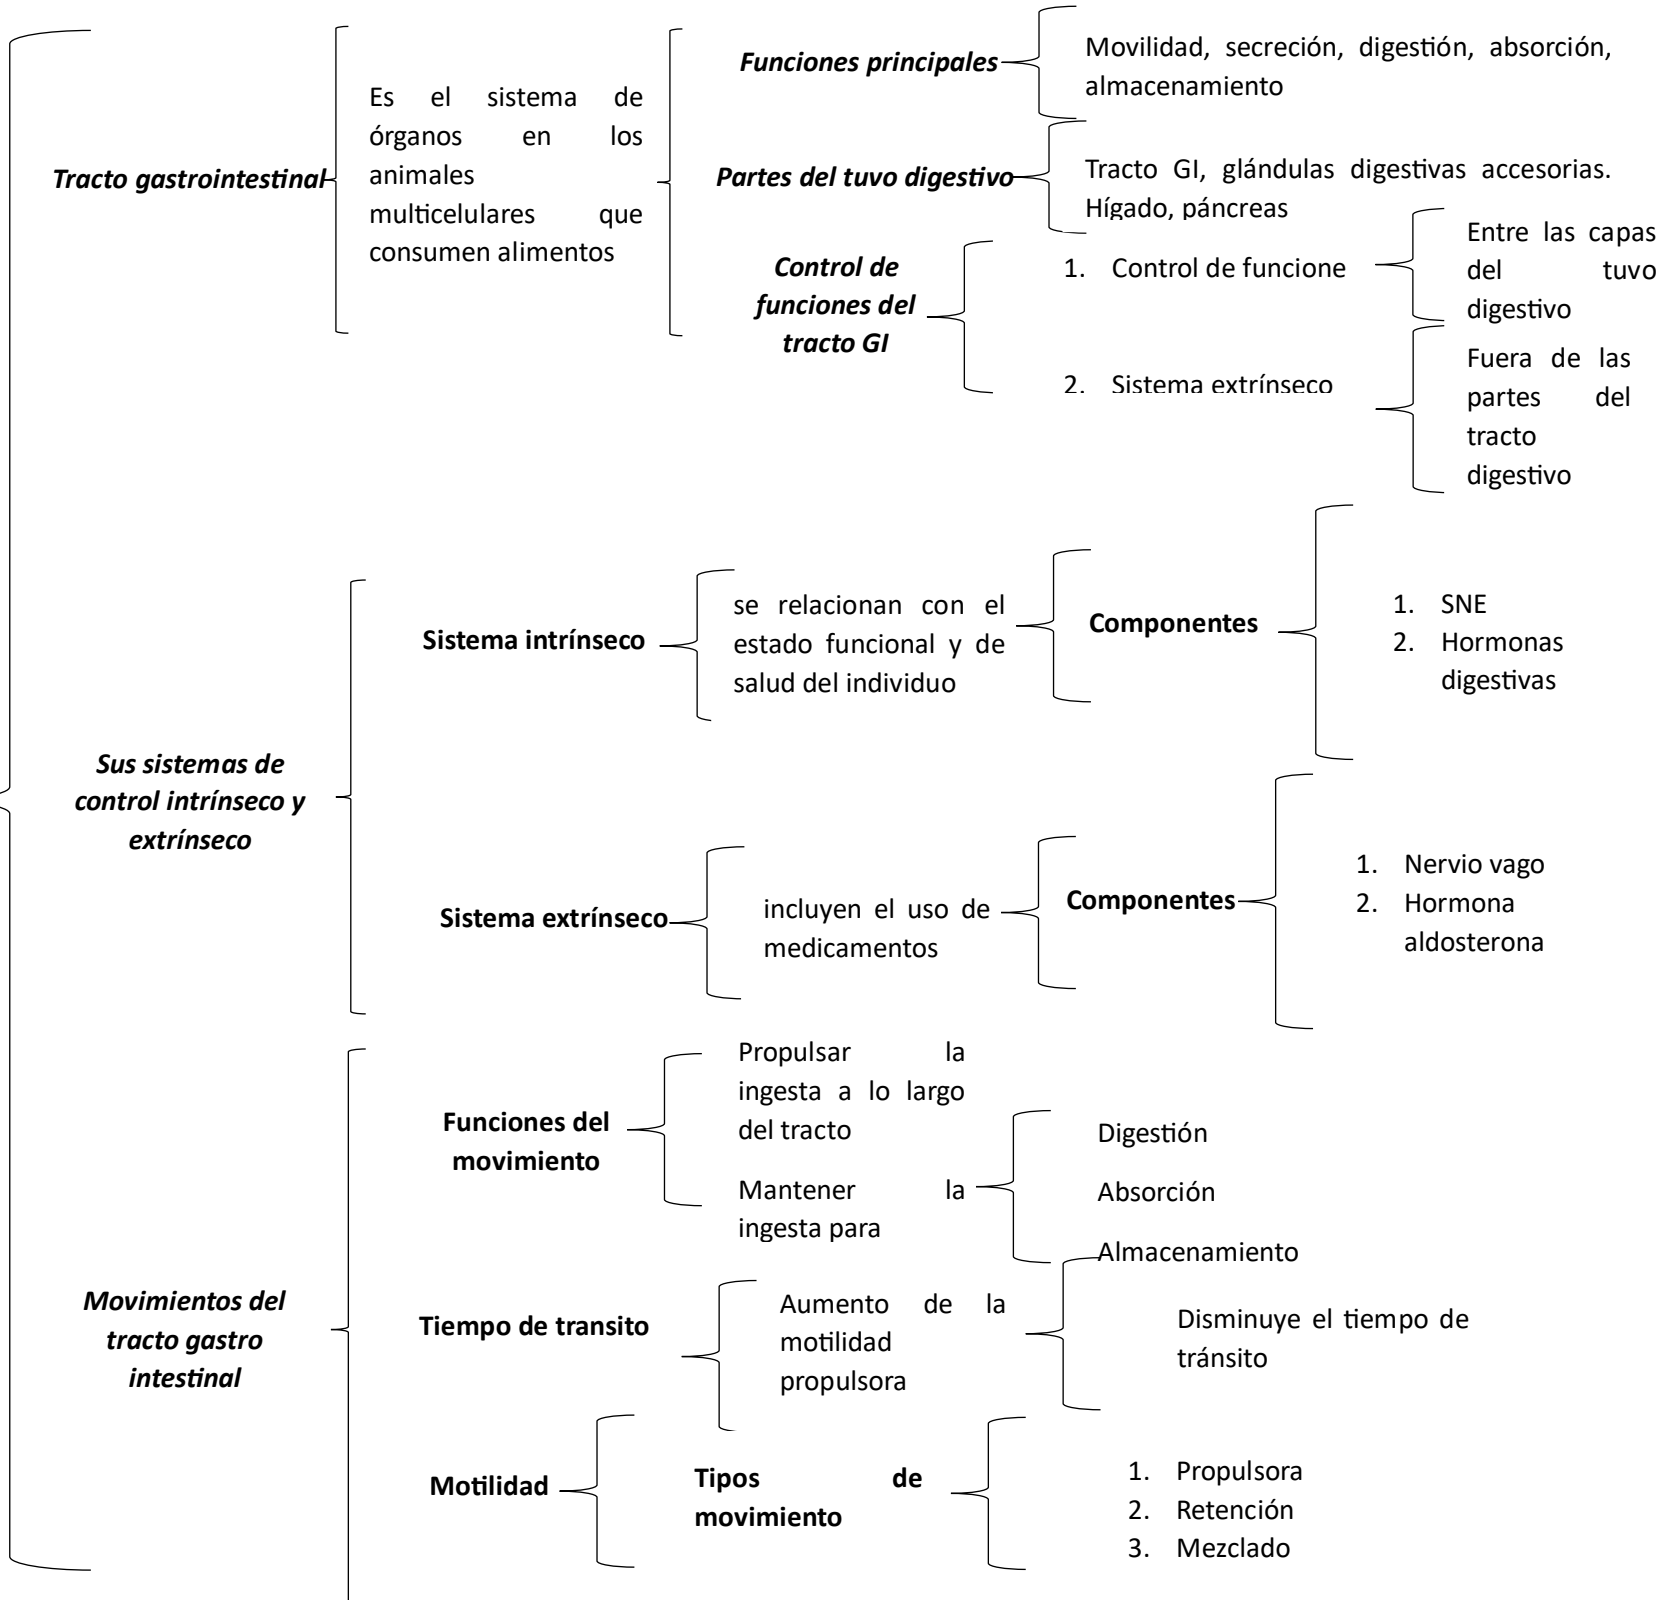 Tracto gastrointestinal
Es el sistema de
órganos en los
animales
multicelulares que
consumen alimentos
Funciones principales
Movilidad, secreción, digestión, absorción,
almacenamiento
Partes del tuvo digestivo
Tracto GI, glándulas digestivas accesorias.
Hígado, páncreas
Control de
funciones del
tracto GI
1. Control de funcione
Entre las capas
del tuvo
digestivo
2. Sistema extrínseco
Fuera de las
partes del
tracto
digestivo
Sus sistemas de
control intrínseco y
extrínseco
Sistema intrínseco
se relacionan con el
estado funcional y de
salud del individuo
Componentes
1. SNE
2. Hormonas
digestivas
Sistema extrínseco
incluyen el uso de
medicamentos
Componentes
1. Nervio vago
2. Hormona
aldosterona
Movimientos del
tracto gastro
intestinal
Funciones del
movimiento
Propulsar la
ingesta a lo largo
del tracto
Mantener la
ingesta para
Digestión
Absorción
Almacenamiento
Tiempo de transito
Aumento de la
motilidad
propulsora
Disminuye el tiempo de
tránsito
Motilidad
Tipos de
movimiento
1. Propulsora
2. Retención
3. Mezclado